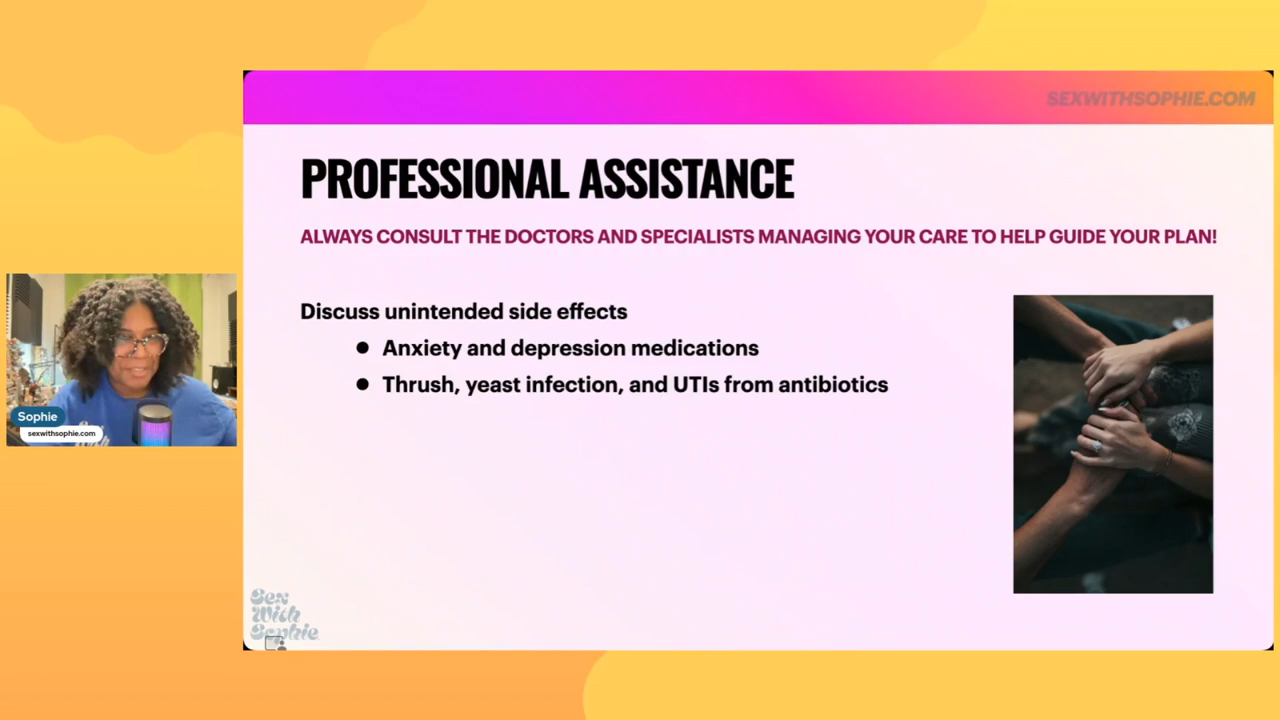 SEXWITHSOPHIE.COM
PROFESSIONAL ASSISTANCE
ALWAYS CONSULT THE DOCTORS AND SPECIALISTS MANAGING YOUR CARE TO HELP GUIDE YOUR PLAN!
Discuss unintended side effects
● Anxiety and depression medications
● Thrush, yeast infection, and UTIs from antibiotics
Sophie
sexwithsophie.com
Sex
With
Sophie